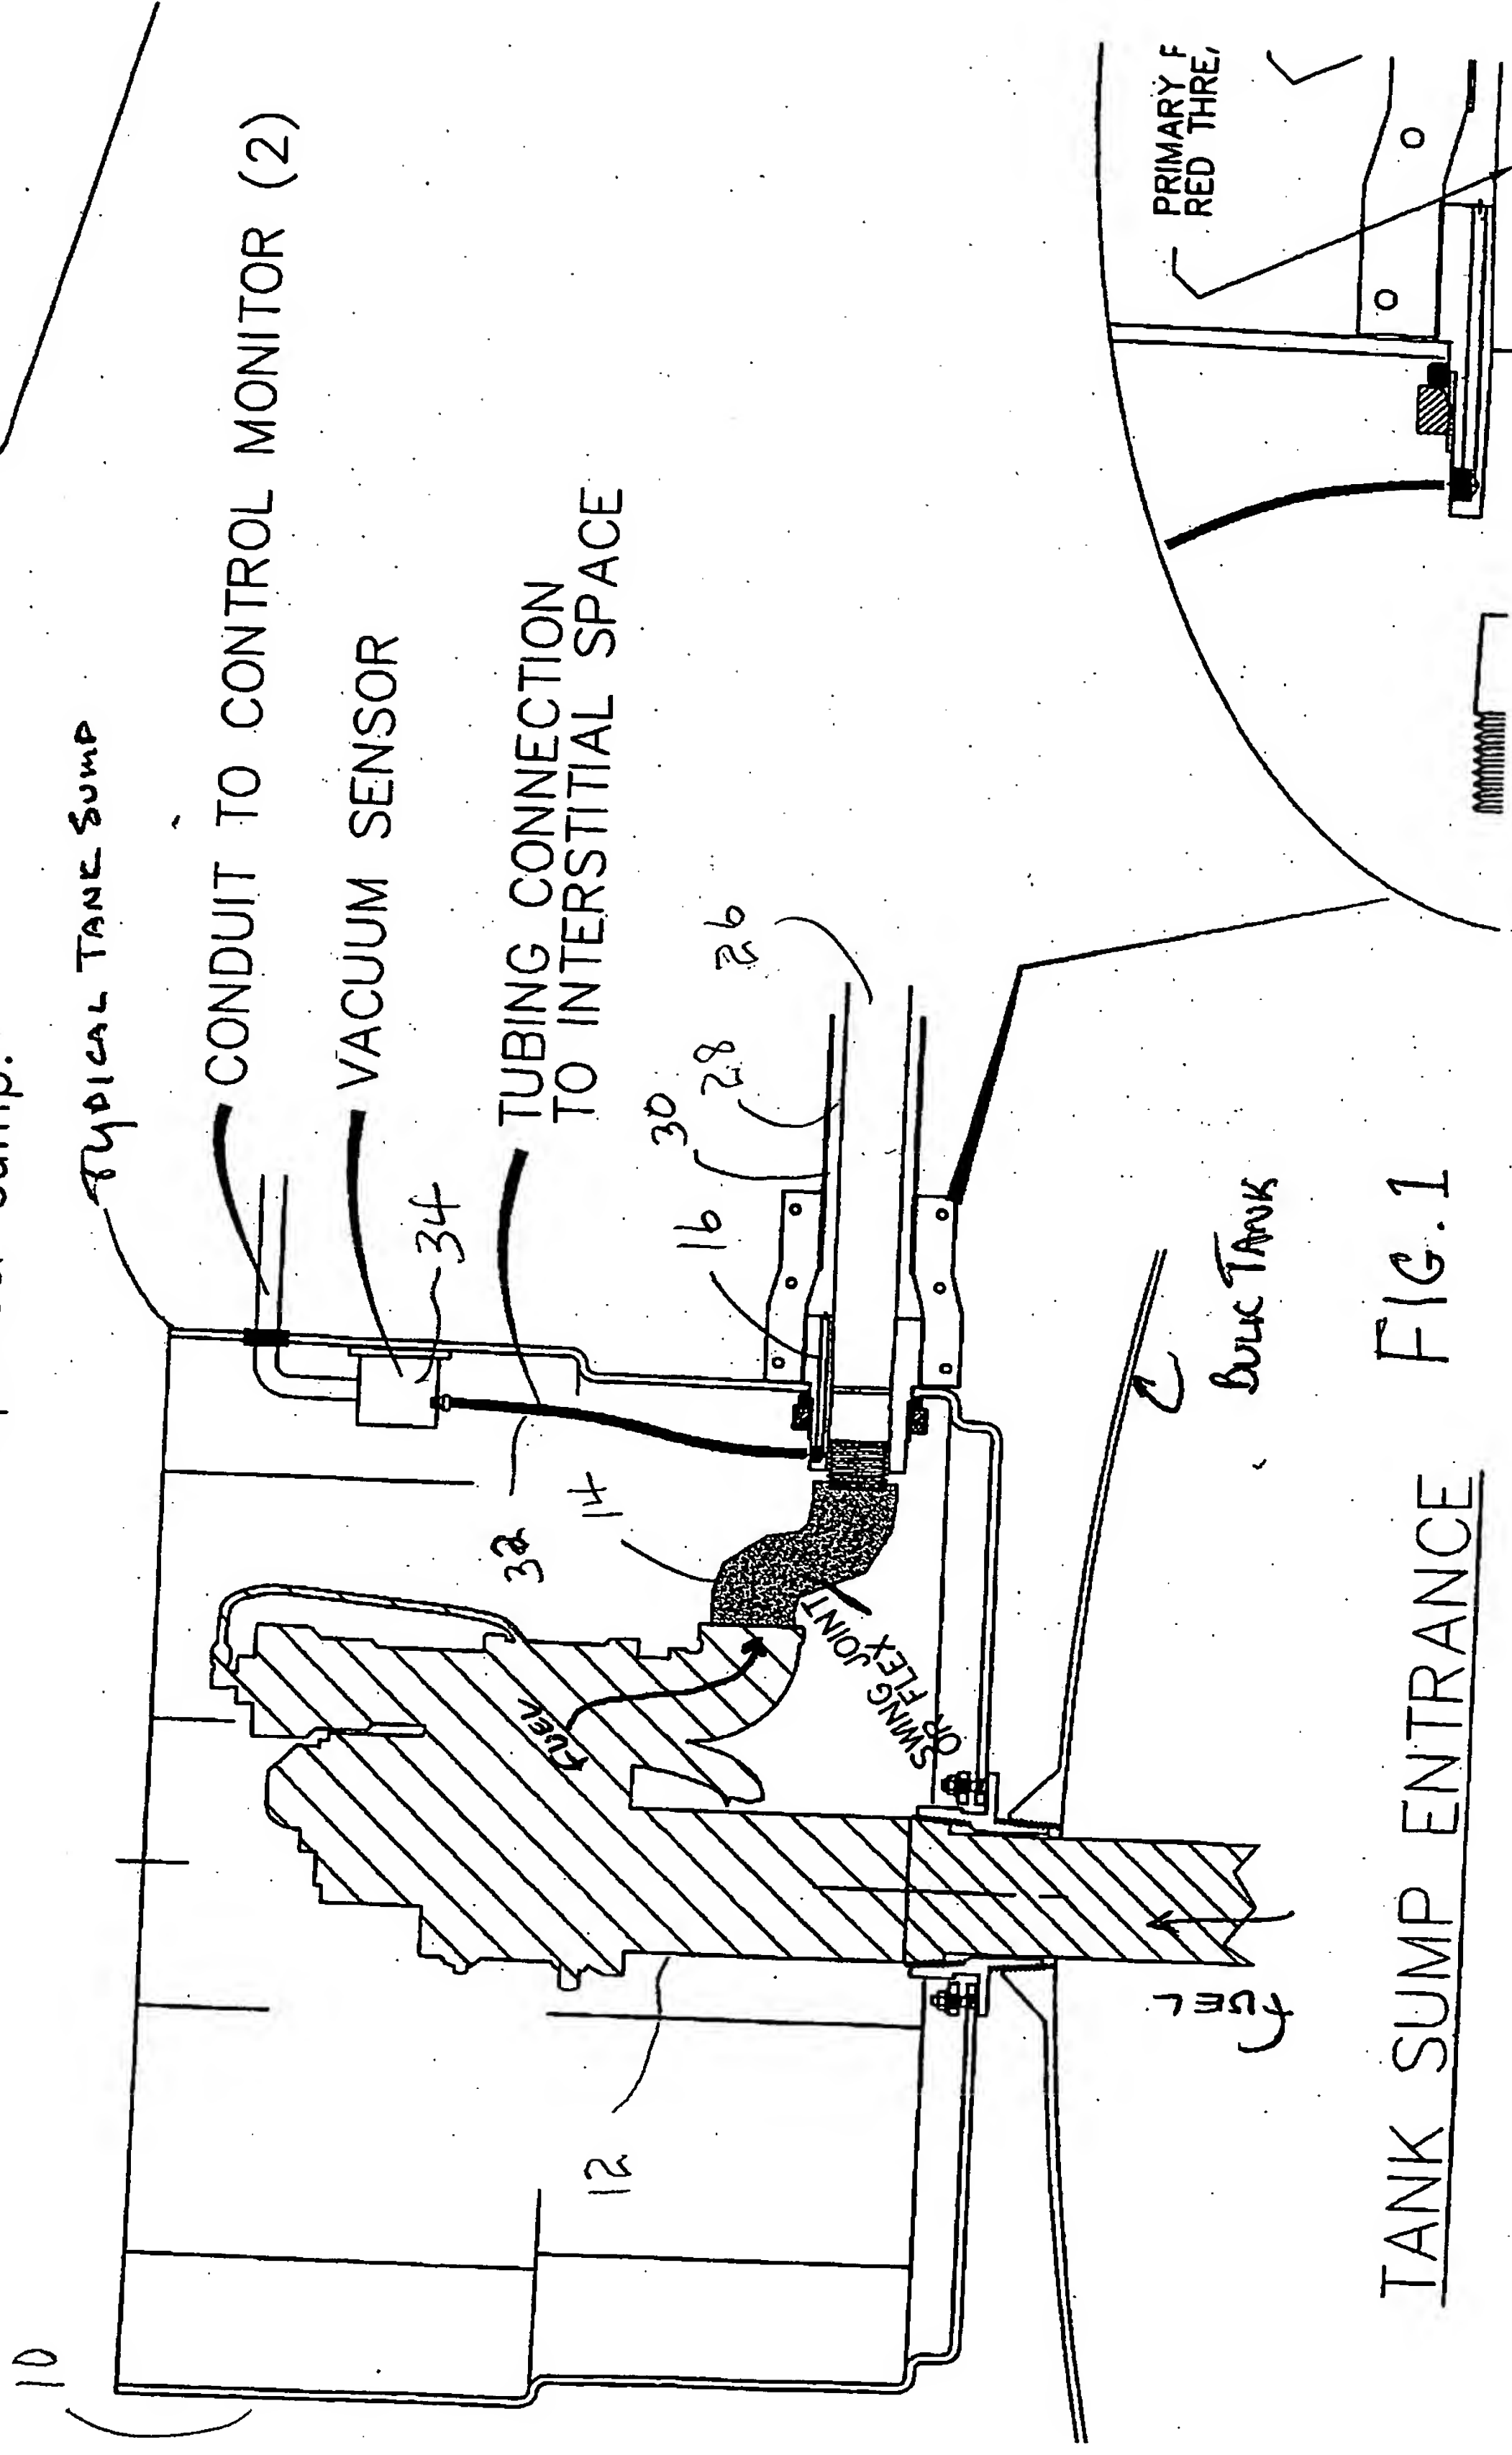 sump.
TYPICAL TANK SUMP
CONDUIT TO CONTROL MONITOR (2)
VACUUM SENSOR
TUBING CONNECTION
TO INTERSTITIAL SPACE
10
12
14
16
26
28
30
32
34
FUEL
SWING JOINT
OR FLEX
FUEL
BULK TANK
PRIMARY F
RED THRE,
TANK SUMP ENTRANCE
FIG. 1